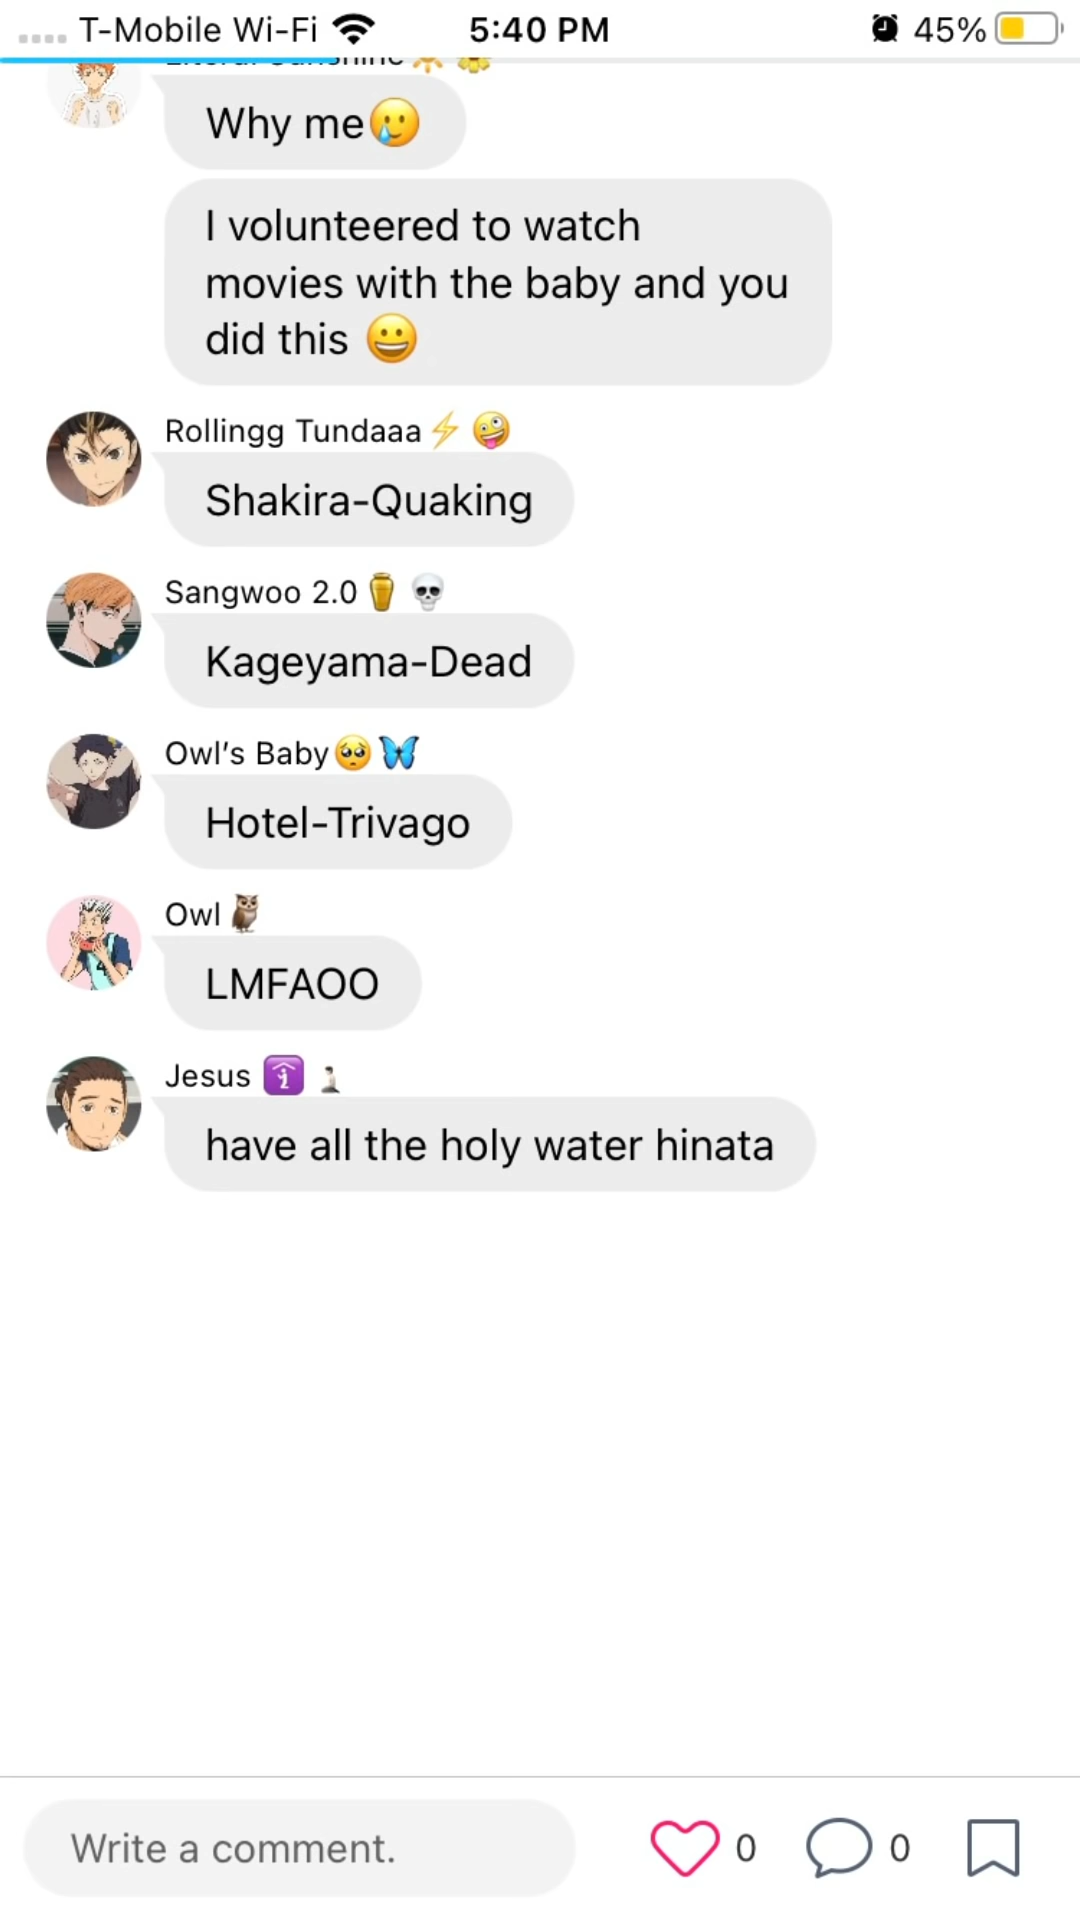 T-Mobile Wi-Fi 5:40 PM 45%
Why me🥲
I volunteered to watch
movies with the baby and you
did this 😀
Rollingg Tundaaa⚡🤪
Shakira-Quaking
Sangwoo 2.0⚱️💀
Kageyama-Dead
Owl's Baby🥺🦋
Hotel-Trivago
Owl🦉
LMFAOO
Jesus 🛐🧎
have all the holy water hinata
Write a comment.
0
0